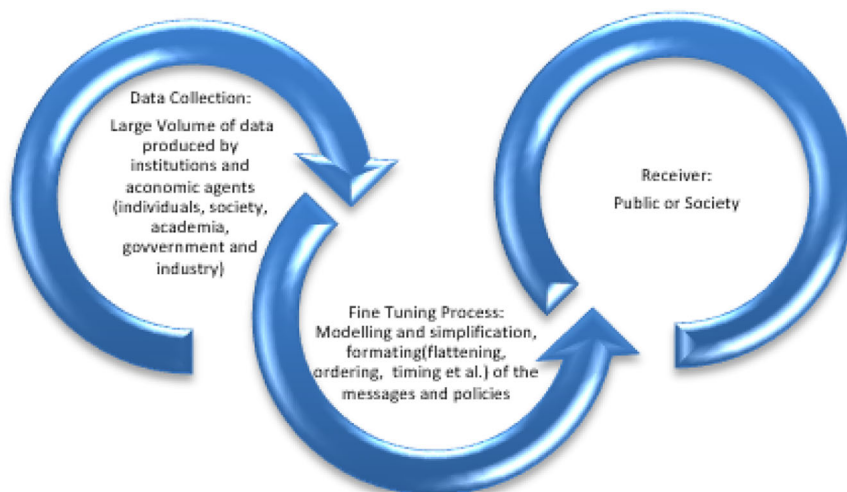 Data Collection:
Large Volume of data
produced by
institutions and
aconomic agents
(individuals, society,
academia,
govvernment and
industry)
Fine Tuning Process:
Modelling and simplification,
formating(flattening,
ordering, timing et al.) of the
messages and policies
Receiver:
Public or Society